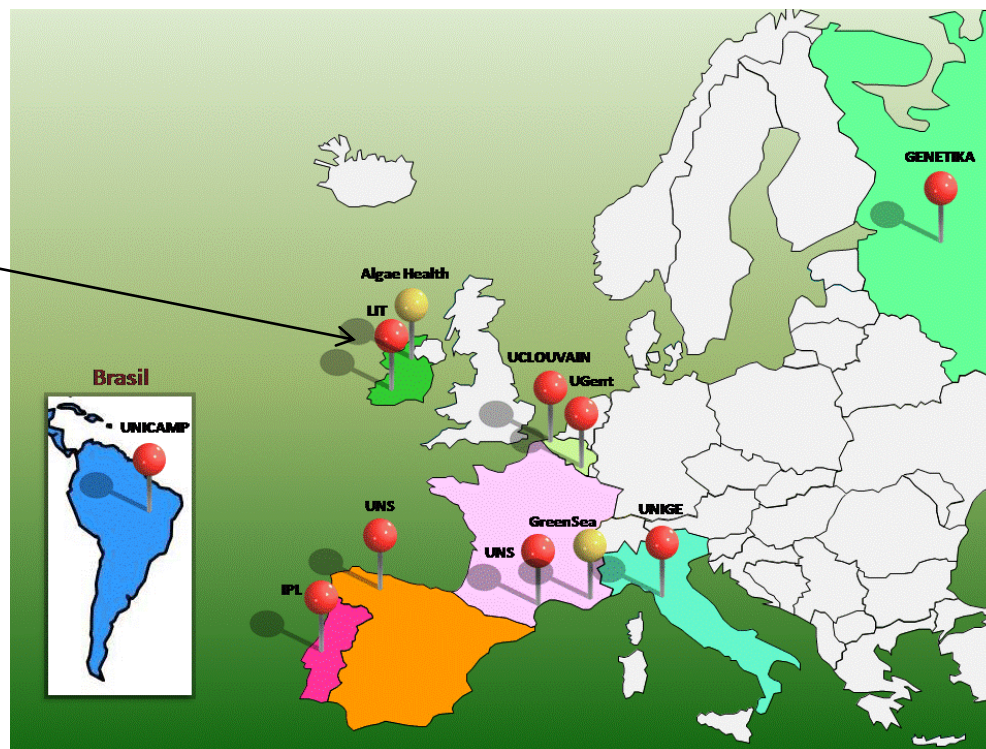 GENETIKA
Algae Health
LIT
UCLOUVAIN
UGent
Brasil
UNICAMP
UNS
GreenSea
UNIGE
UNS
IPL